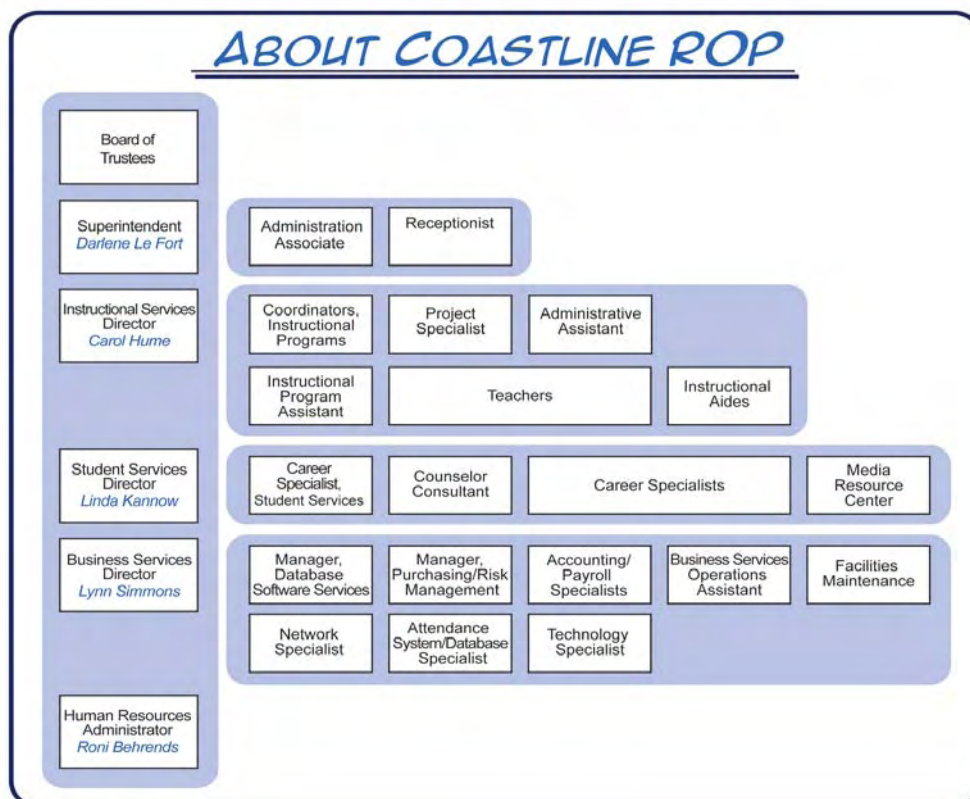 ABOUT COASTLINE ROP
Board of
Trustees
Superintendent
Darlene Le Fort
Administration
Associate
Receptionist
Instructional Services
Director
Carol Hume
Coordinators,
Instructional
Programs
Project
Specialist
Administrative
Assistant
Instructional
Program
Assistant
Teachers
Instructional
Aides
Student Services
Director
Linda Kannow
Career
Specialist,
Student Services
Counselor
Consultant
Career Specialists
Media
Resource
Center
Business Services
Director
Lynn Simmons
Manager,
Database
Software Services
Manager,
Purchasing/Risk
Management
Accounting/
Payroll
Specialists
Business Services
Operations
Assistant
Facilities
Maintenance
Network
Specialist
Attendance
System/Database
Specialist
Technology
Specialist
Human Resources
Administrator
Roni Behrends